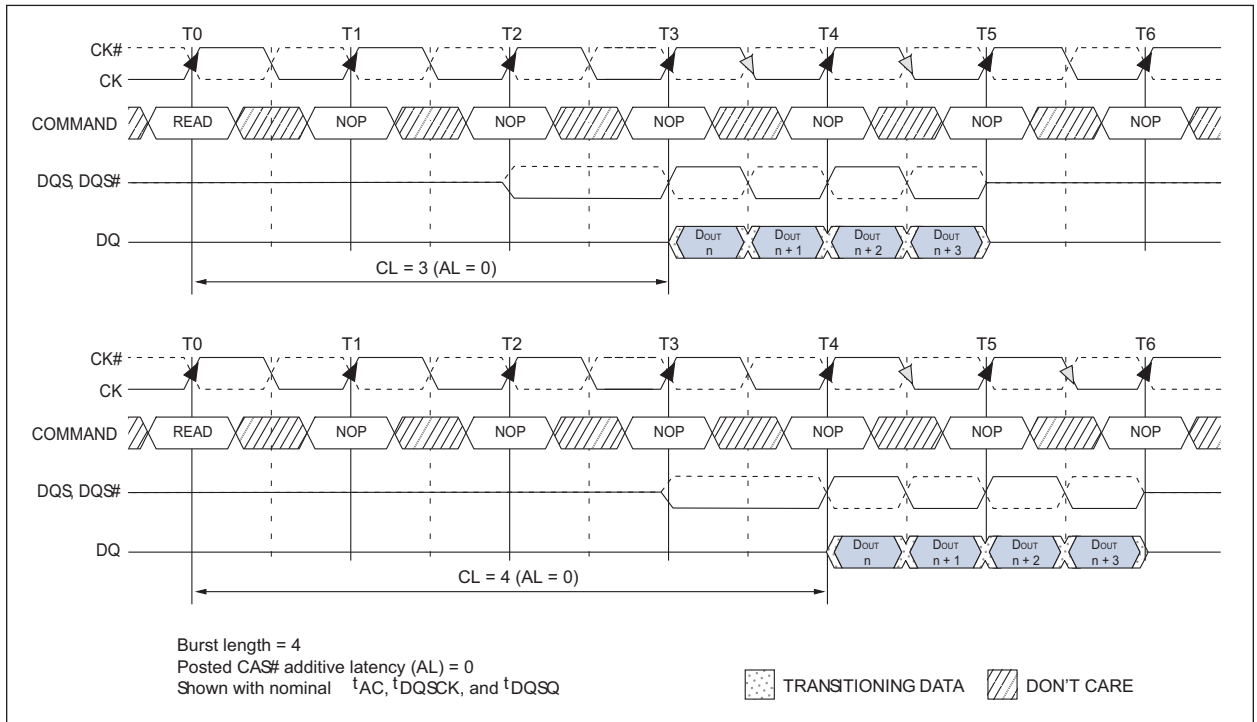 T0 T1 T2 T3 T4 T5 T6
CK#
CK
COMMAND READ NOP NOP NOP NOP NOP NOP
DQS, DQS#
DQ DOUT n DOUT n + 1 DOUT n + 2 DOUT n + 3
CL = 3 (AL = 0)
T0 T1 T2 T3 T4 T5 T6
CK#
CK
COMMAND READ NOP NOP NOP NOP NOP NOP
DQS, DQS#
DQ DOUT n DOUT n + 1 DOUT n + 2 DOUT n + 3
CL = 4 (AL = 0)
Burst length = 4
Posted CAS# additive latency (AL) = 0
Shown with nominal tAC, tDQSCK, and tDQSQ
TRANSITIONING DATA DON'T CARE